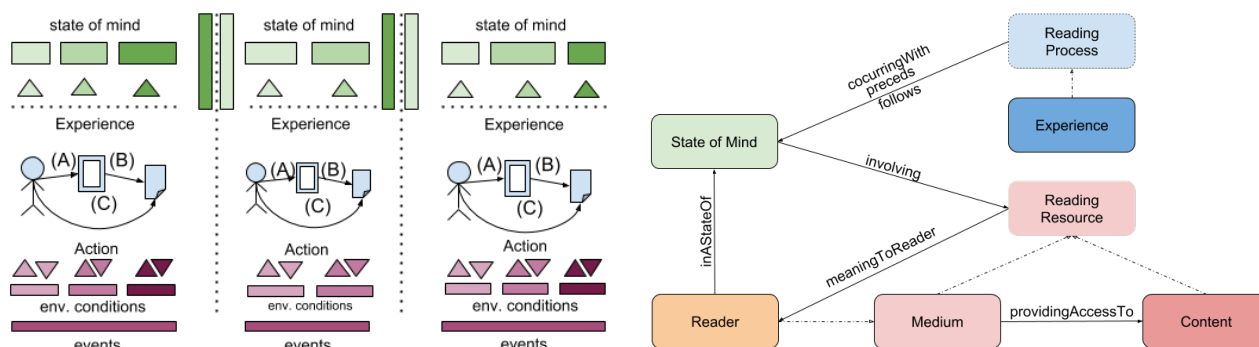 state of mind
Experience
(A)
(B)
(C)
Action
env. conditions
events
state of mind
Experience
(A)
(B)
(C)
Action
env. conditions
events
state of mind
Experience
(A)
(B)
(C)
Action
env. conditions
events
Reading
Process
cocurringWith
preceds
follows
Experience
State of Mind
involving
Reading
Resource
inAStateOf
meaningToReader
Reader
Medium
providingAccessTo
Content